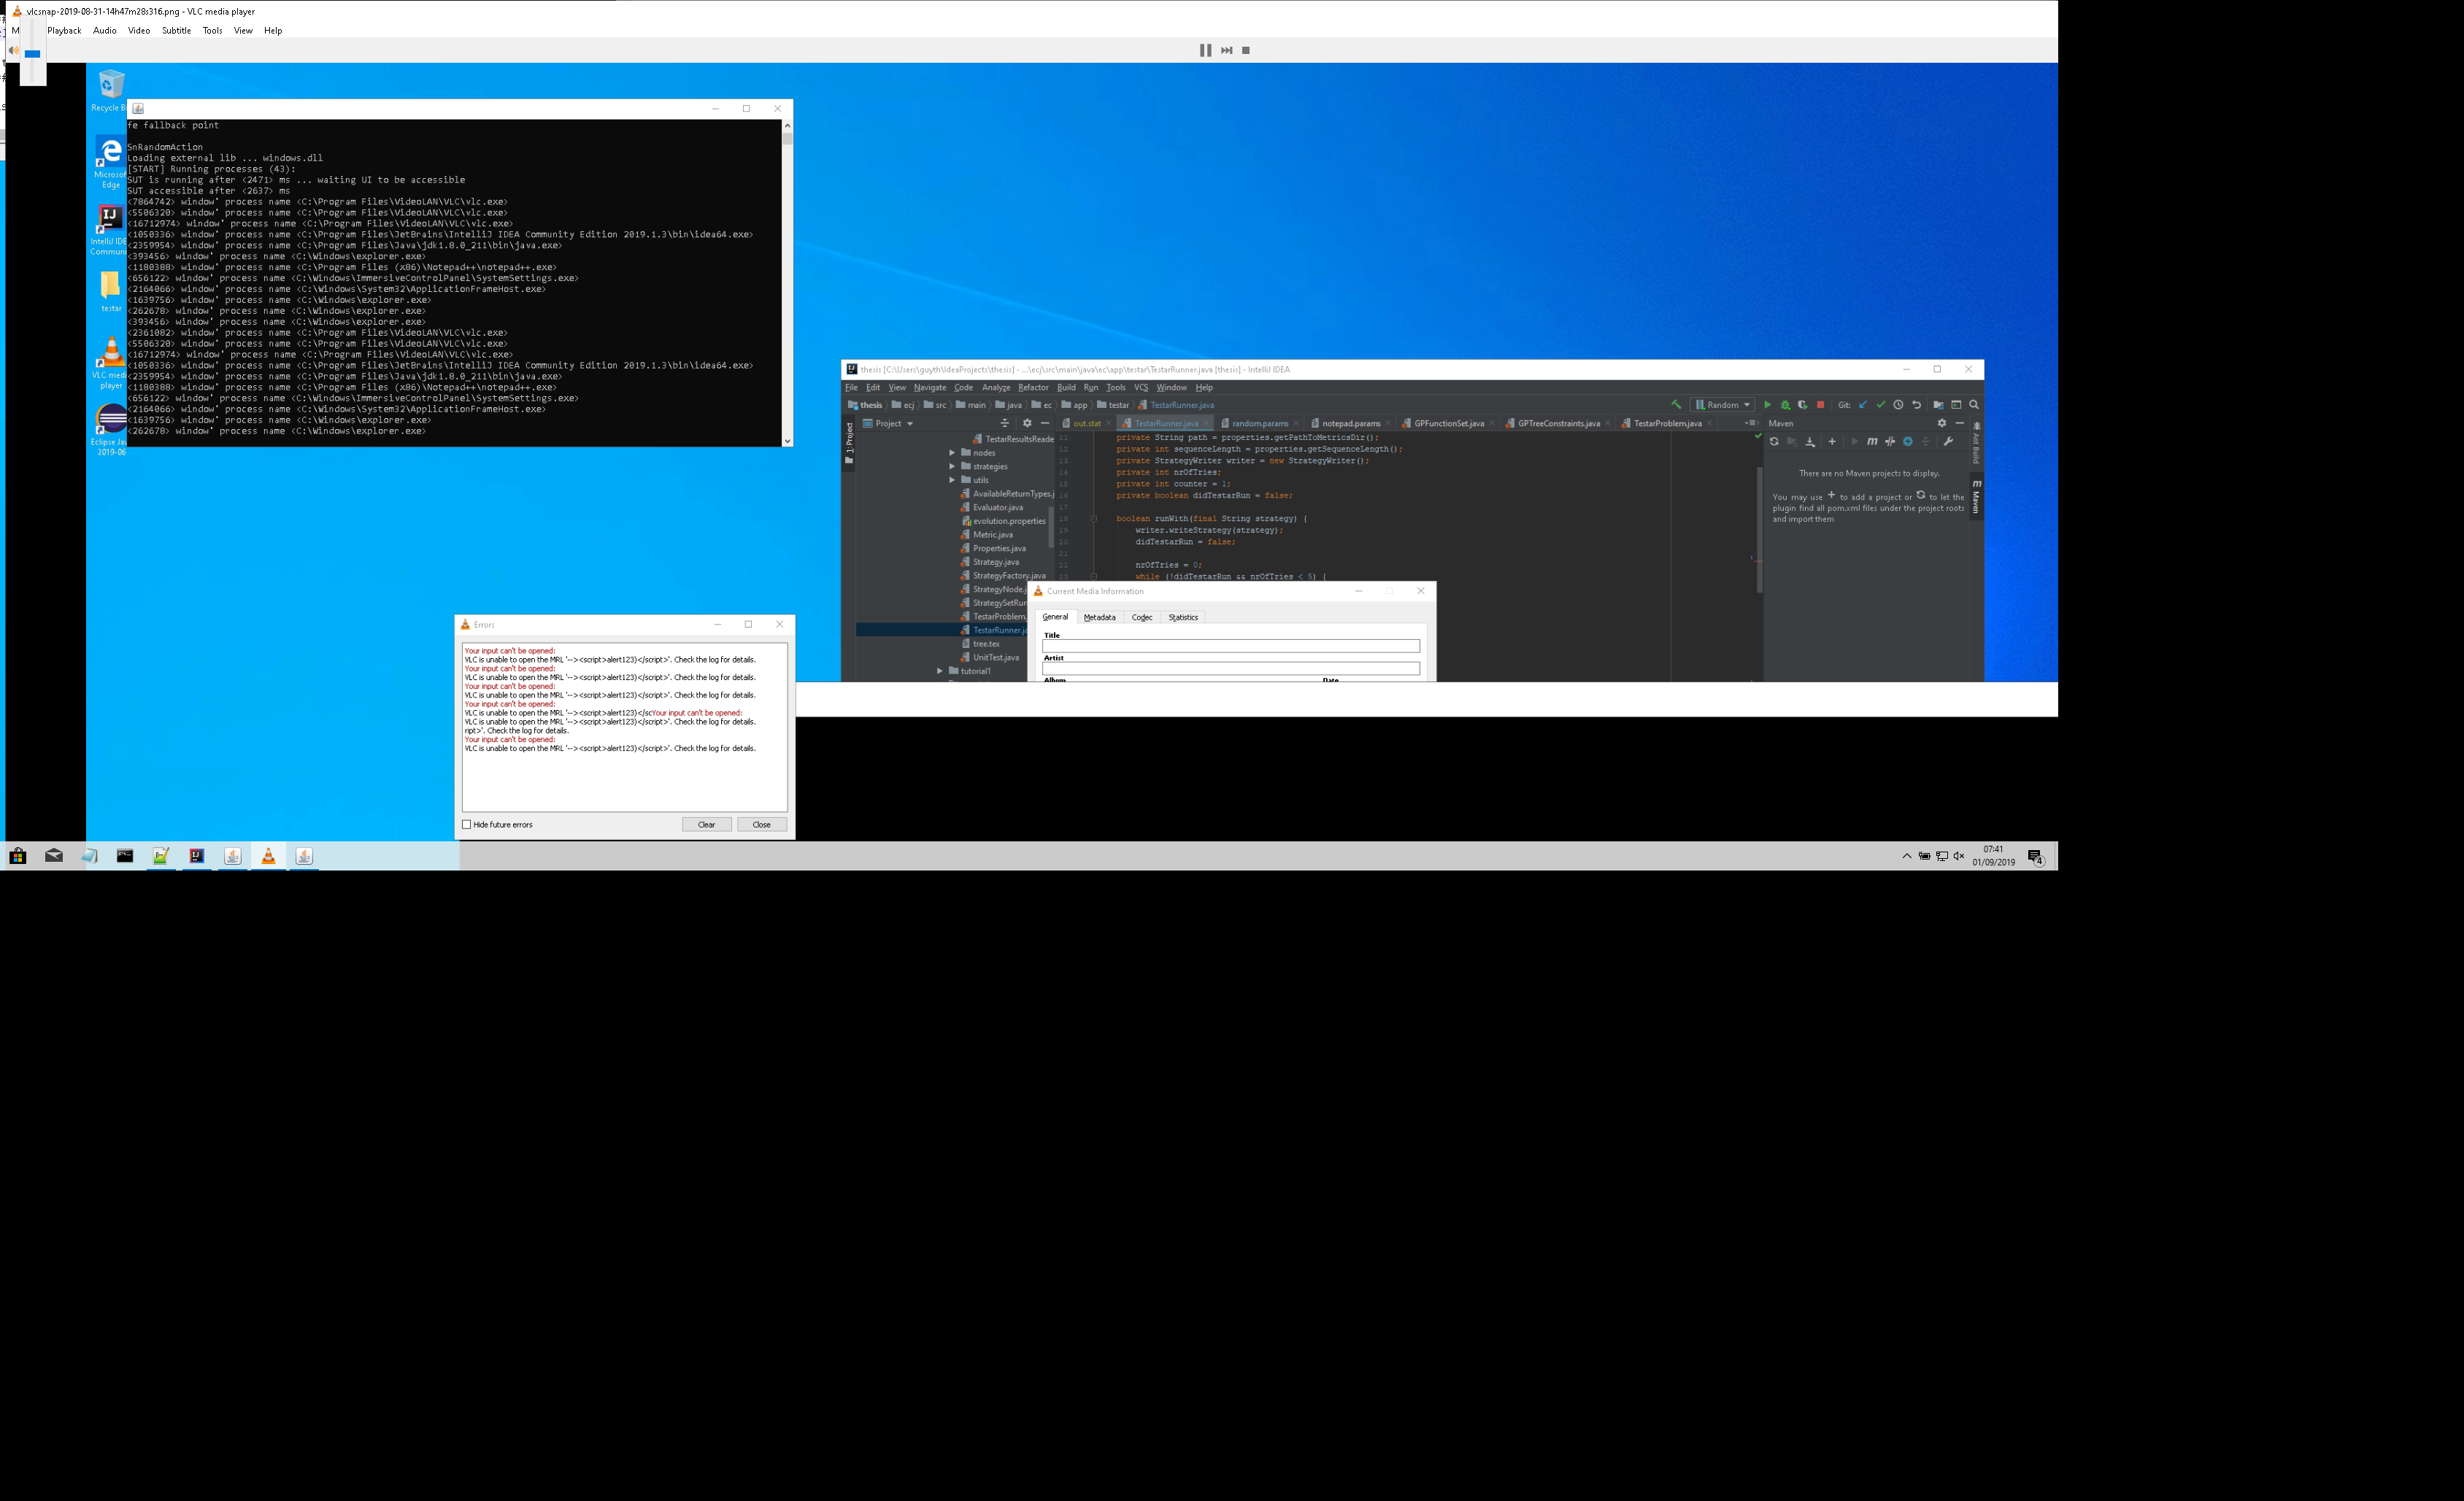 vlcsnap-2019-08-31-14h47m28s316.png - VLC media player
M Playback Audio Video Subtitle Tools View Help
Recycle B
Microsof
Edge
IntelliJ IDE
Commun
testar
VLC medi
player
Eclipse Jav
2019-06
fe fallback point
SnRandomAction
Loading external lib ... windows.dll
[START] Running processes (43):
SUT is running after <2471> ms ... waiting UI to be accessible
SUT accessible after <2637> ms
<7864742> window' process name <C:\Program Files\VideoLAN\VLC\vlc.exe>
<5506320> window' process name <C:\Program Files\VideoLAN\VLC\vlc.exe>
<16712974> window' process name <C:\Program Files\VideoLAN\VLC\vlc.exe>
<1050336> window' process name <C:\Program Files\JetBrains\IntelliJ IDEA Community Edition 2019.1.3\bin\idea64.exe>
<2359954> window' process name <C:\Program Files\Java\jdk1.8.0_211\bin\java.exe>
<393456> window' process name <C:\Windows\explorer.exe>
<1180388> window' process name <C:\Program Files (x86)\Notepad++\notepad++.exe>
<656122> window' process name <C:\Windows\ImmersiveControlPanel\SystemSettings.exe>
<2164066> window' process name <C:\Windows\System32\ApplicationFrameHost.exe>
<1639756> window' process name <C:\Windows\explorer.exe>
<262678> window' process name <C:\Windows\explorer.exe>
<393456> window' process name <C:\Windows\explorer.exe>
<2361082> window' process name <C:\Program Files\VideoLAN\VLC\vlc.exe>
<5506320> window' process name <C:\Program Files\VideoLAN\VLC\vlc.exe>
<16712974> window' process name <C:\Program Files\VideoLAN\VLC\vlc.exe>
<1050336> window' process name <C:\Program Files\JetBrains\IntelliJ IDEA Community Edition 2019.1.3\bin\idea64.exe>
<2359954> window' process name <C:\Program Files\Java\jdk1.8.0_211\bin\java.exe>
<1180388> window' process name <C:\Program Files (x86)\Notepad++\notepad++.exe>
<656122> window' process name <C:\Windows\ImmersiveControlPanel\SystemSettings.exe>
<2164066> window' process name <C:\Windows\System32\ApplicationFrameHost.exe>
<1639756> window' process name <C:\Windows\explorer.exe>
<262678> window' process name <C:\Windows\explorer.exe>
thesis [C:\Users\guyth\IdeaProjects\thesis] - ...\ecj\src\main\java\ec\app\testar\TestarRunner.java [thesis] - IntelliJ IDEA
File Edit View Navigate Code Analyze Refactor Build Run Tools VCS Window Help
thesis ecj src main java ec app testar TestarRunner.java Random Git:
1: Project
Project
out.stat TestarRunner.java random.params notepad.params GPFunctionSet.java GPTreeConstraints.java TestarProblem.java
Maven
TestarResultsReade
nodes
strategies
utils
AvailableReturnTypes.j
Evaluator.java
evolution.properties
Metric.java
Properties.java
Strategy.java
StrategyFactory.java
StrategyNode.j
StrategySetRun
TestarProblem.
TestarRunner.ja
tree.tex
UnitTest.java
tutorial1
11 private String path = properties.getPathToMetricsDir();
12 private int sequenceLength = properties.getSequenceLength();
13 private StrategyWriter writer = new StrategyWriter();
14 private int nrOfTries;
15 private int counter = 1;
16 private boolean didTestarRun = false;
17
18 boolean runWith(final String strategy) {
19 writer.writeStrategy(strategy);
20 didTestarRun = false;
21
22 nrOfTries = 0;
23 while (!didTestarRun && nrOfTries < 5) {
There are no Maven projects to display.
You may use + to add a project or to let the
plugin find all pom.xml files under the project roots
and import them
Ant Build
Maven
Current Media Information
General Metadata Codec Statistics
Title
Artist
Album Date
Errors
Your input can't be opened:
VLC is unable to open the MRL '--><script>alert123)</script>'. Check the log for details.
Your input can't be opened:
VLC is unable to open the MRL '--><script>alert123)</script>'. Check the log for details.
Your input can't be opened:
VLC is unable to open the MRL '--><script>alert123)</script>'. Check the log for details.
Your input can't be opened:
VLC is unable to open the MRL '--><script>alert123)</scYour input can't be opened:
VLC is unable to open the MRL '--><script>alert123)</script>'. Check the log for details.
ript>'. Check the log for details.
Your input can't be opened:
VLC is unable to open the MRL '--><script>alert123)</script>'. Check the log for details.
Hide future errors
Clear
Close
07:41
01/09/2019
4